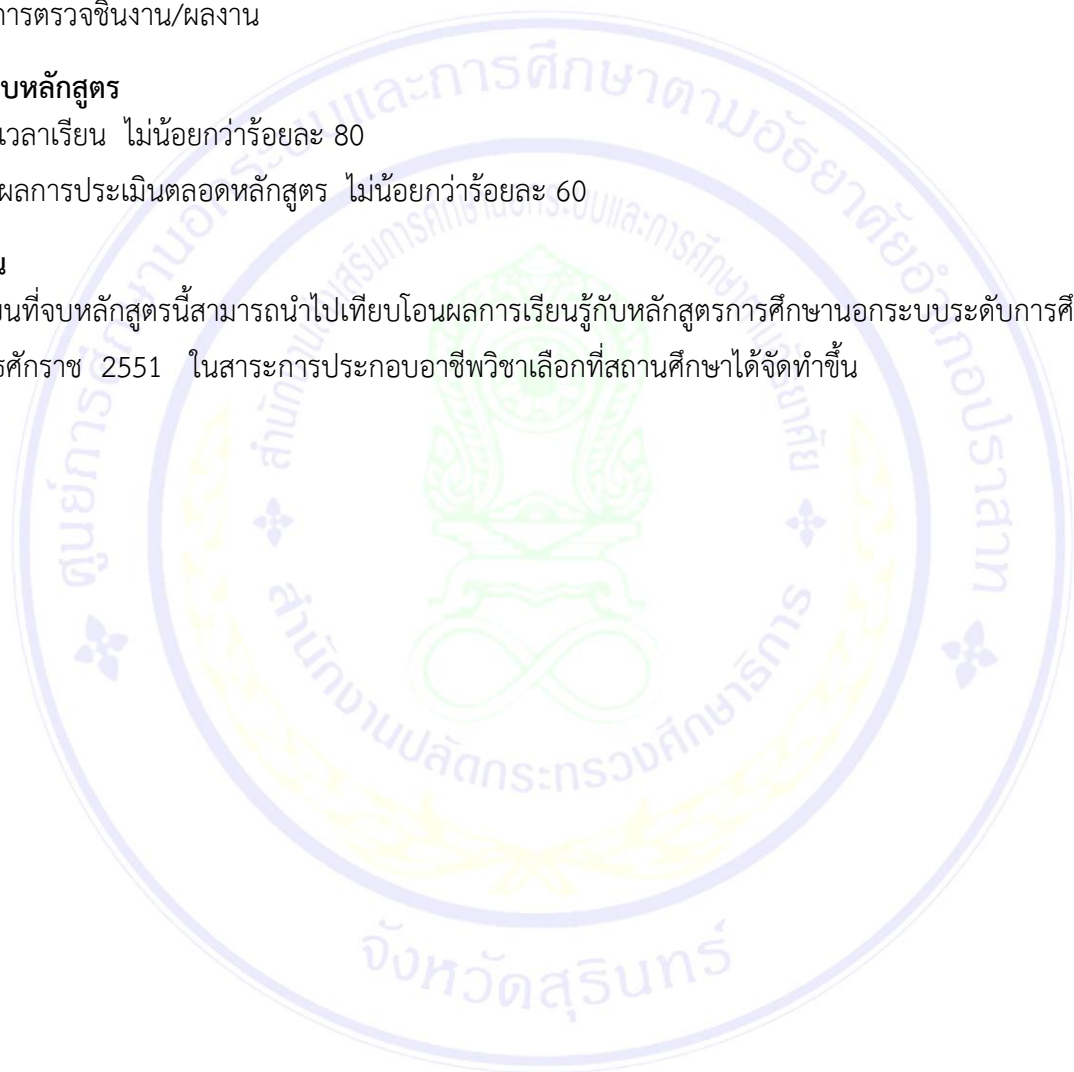 การตรวจชิ้นงาน/ผลงาน
บหลักสูตร
เวลาเรียน ไม่น้อยกว่าร้อยละ 80
ผลการประเมินตลอดหลักสูตร ไม่น้อยกว่าร้อยละ 60
น
ยนที่จบหลักสูตรนี้สามารถนำไปเทียบโอนผลการเรียนรู้กับหลักสูตรการศึกษานอกระบบระดับการศึ
ศักราช 2551 ในสาระการประกอบอาชีพวิชาเลือกที่สถานศึกษาได้จัดทำขึ้น
ศูนย์การศึกษานอกระบบและการศึกษาตามอัธยาศัยอำเภอปราสาท
สำนักงานส่งเสริมการศึกษานอกระบบและการศึกษาตามอัธยาศัย
สำนักงานปลัดกระทรวงศึกษาธิการ
จังหวัดสุรินทร์